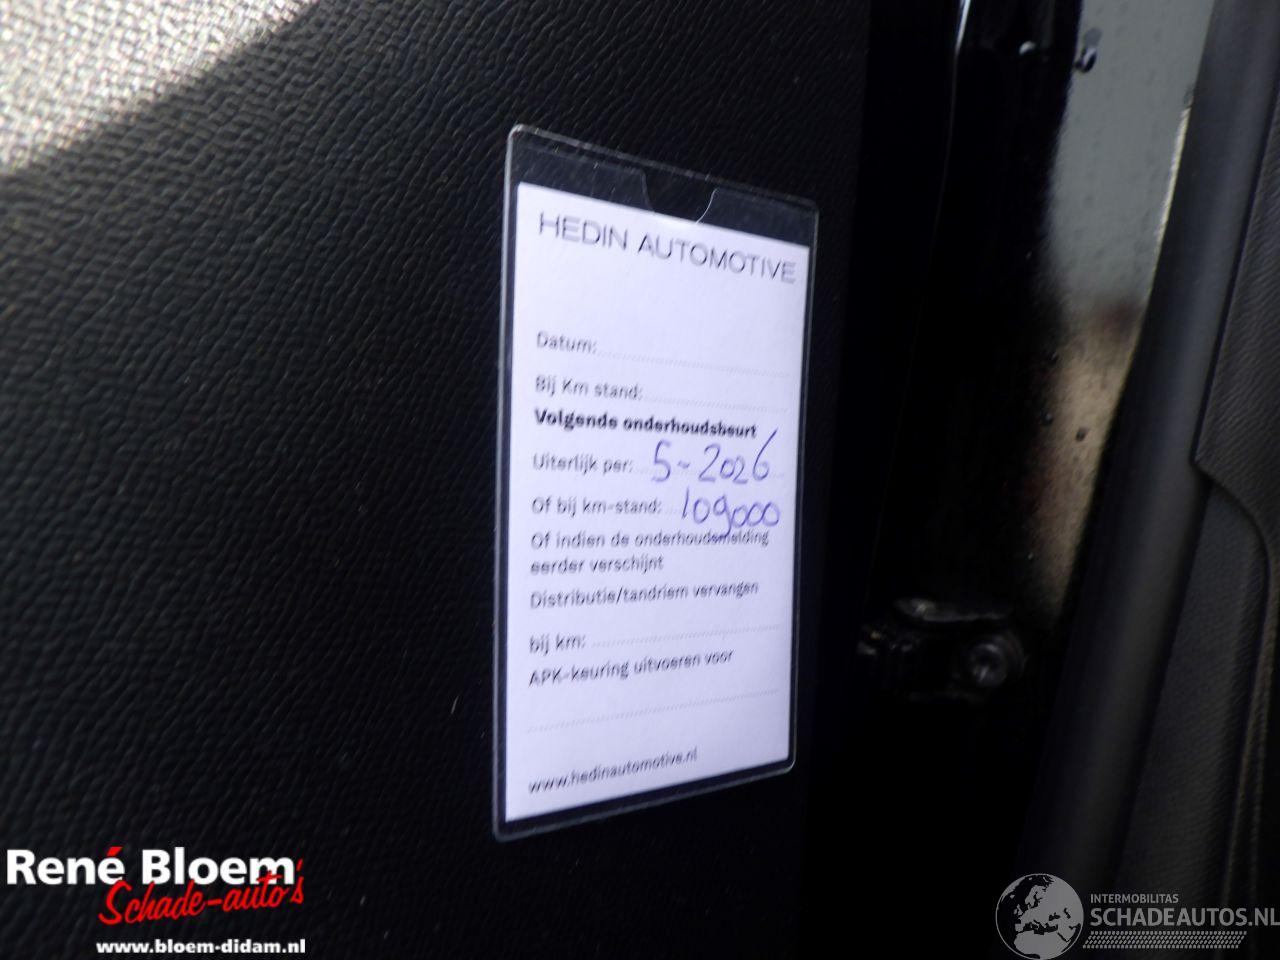 HEDIN AUTOMOTIVE
Datum:
Bij Km stand:
Volgende onderhoudsbeurt
Uiterlijk per: 5-2026
Of bij km-stand: 109000
Of indien de onderhoudsmelding
eerder verschijnt
Distributie/tandriem vervangen
bij km:
APK-keuring uitvoeren voor
www.hedinautomotive.nl
René Bloem's
Schade-auto's
www.bloem-didam.nl
INTERMOBILITAS
SCHADEAUTOS.NL